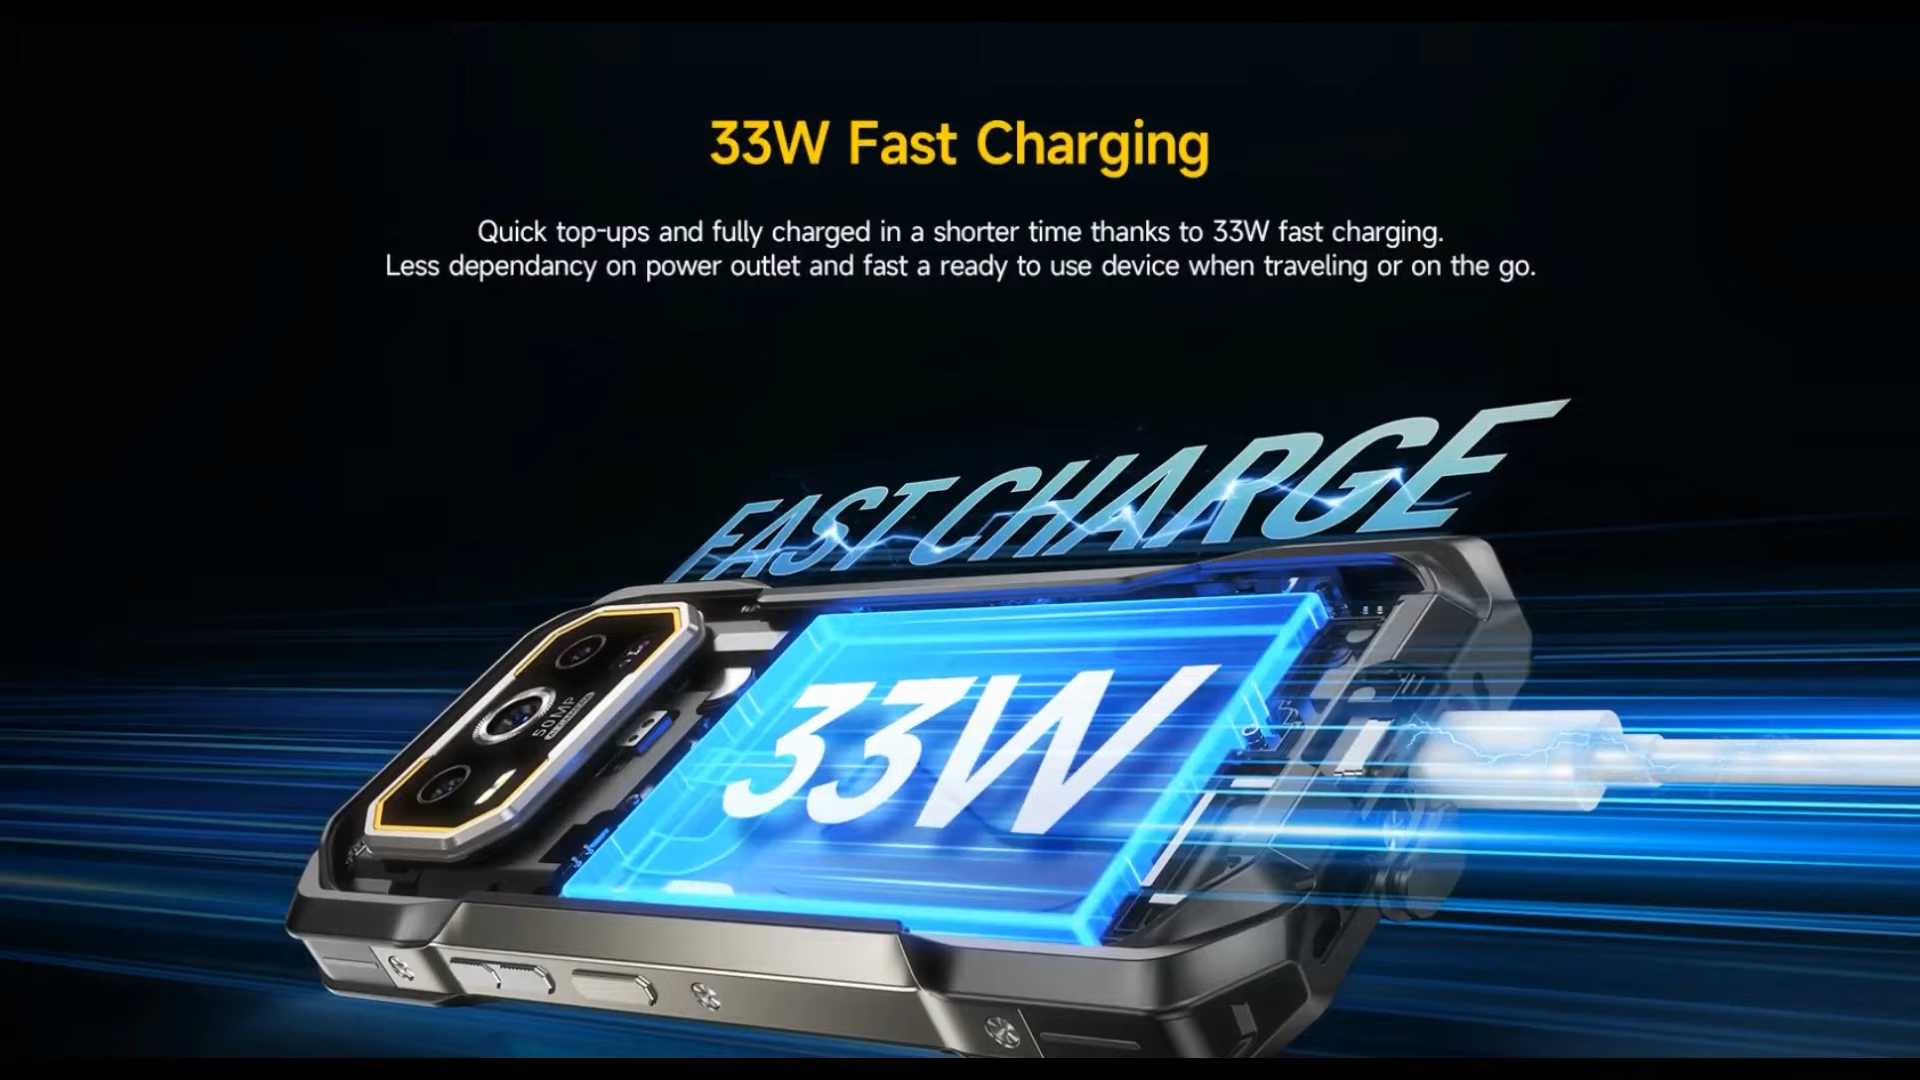 33W Fast Charging
Quick top-ups and fully charged in a shorter time thanks to 33W fast charging.
Less dependancy on power outlet and fast a ready to use device when traveling or on the go.
FAST CHARGE
33W
50MP